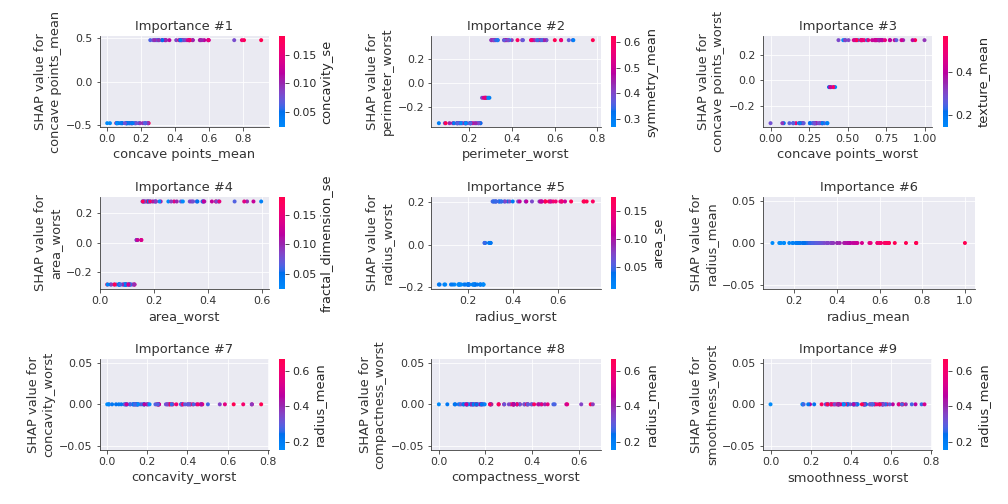 Importance #1
SHAP value for
concave points_mean
0.5
0.0
−0.5
0.0 0.2 0.4 0.6 0.8
concave points_mean
0.15
0.10
0.05
concavity_se
Importance #2
SHAP value for
perimeter_worst
0.2
0.0
−0.2
0.0 0.2 0.4 0.6 0.8
perimeter_worst
0.6
0.5
0.4
0.3
symmetry_mean
Importance #3
SHAP value for
concave points_worst
0.2
0.0
−0.2
0.00 0.25 0.50 0.75 1.00
concave points_worst
0.4
0.2
texture_mean
Importance #4
SHAP value for
area_worst
0.2
0.0
−0.2
0.0 0.2 0.4 0.6
area_worst
0.15
0.10
0.05
fractal_dimension_se
Importance #5
SHAP value for
radius_worst
0.2
0.0
−0.2
0.2 0.4 0.6
radius_worst
0.15
0.10
0.05
area_se
Importance #6
SHAP value for
radius_mean
0.05
0.00
−0.05
0.2 0.4 0.6 0.8 1.0
radius_mean
Importance #7
SHAP value for
concavity_worst
0.05
0.00
−0.05
0.0 0.2 0.4 0.6 0.8
concavity_worst
0.6
0.4
0.2
radius_mean
Importance #8
SHAP value for
compactness_worst
0.05
0.00
−0.05
0.0 0.2 0.4 0.6
compactness_worst
0.6
0.4
0.2
radius_mean
Importance #9
SHAP value for
smoothness_worst
0.05
0.00
−0.05
0.0 0.2 0.4 0.6 0.8
smoothness_worst
0.6
0.4
0.2
radius_mean